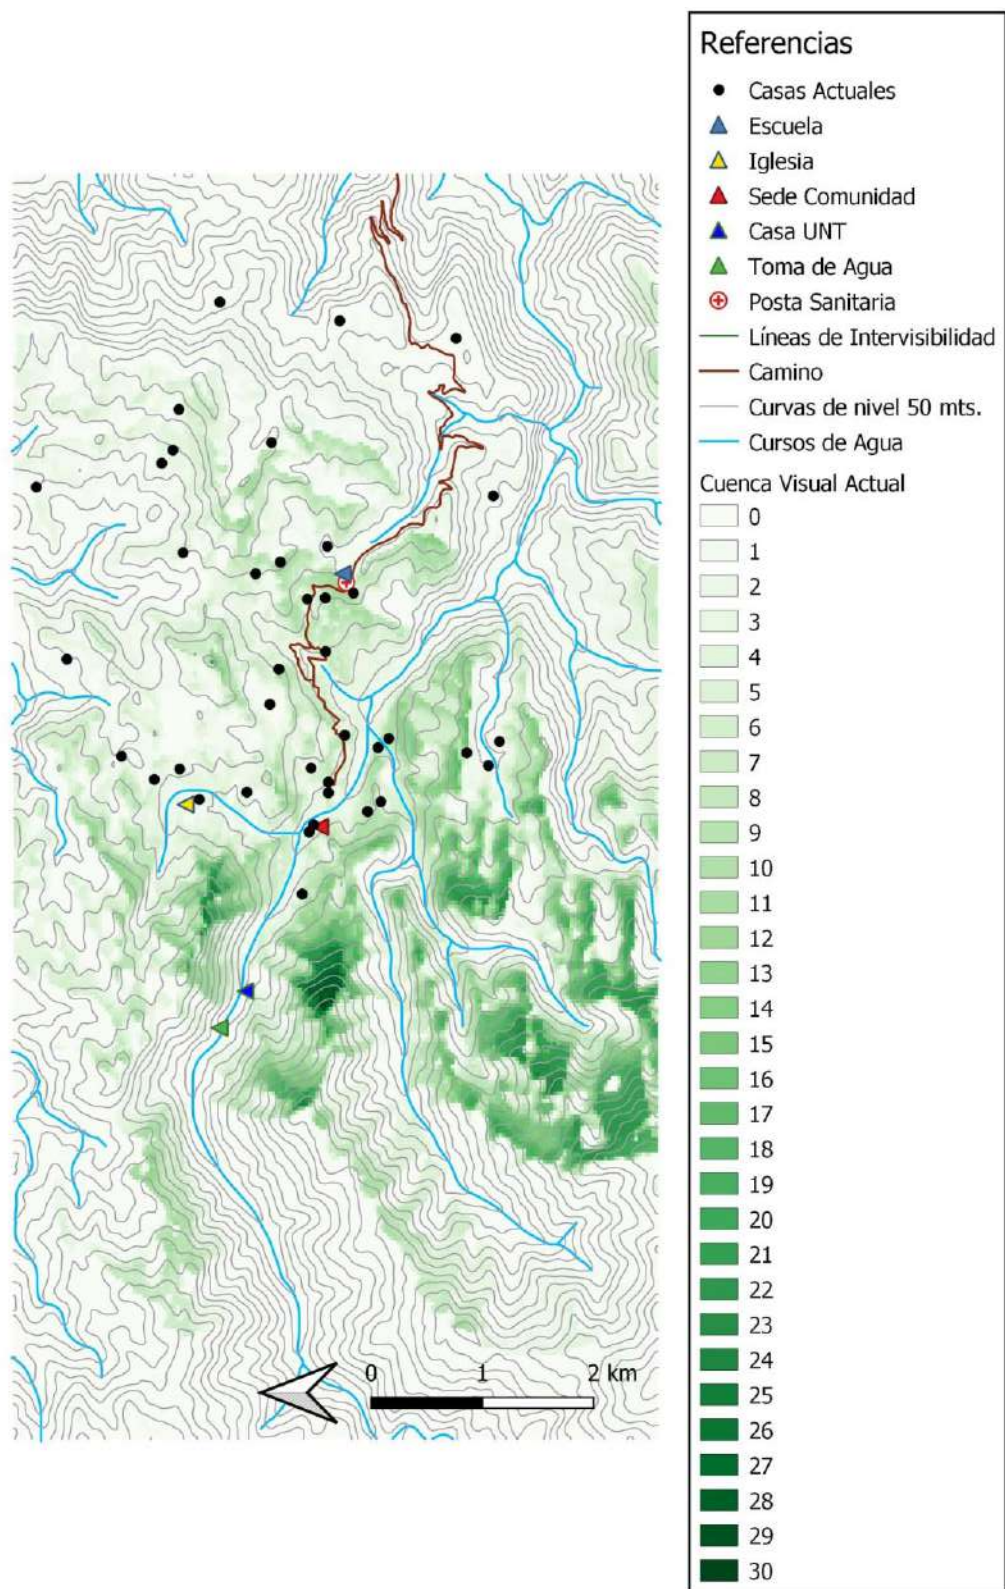 Referencias
Casas Actuales
Escuela
Iglesia
Sede Comunidad
Casa UNT
Toma de Agua
Posta Sanitaria
Líneas de Intervisibilidad
Camino
Curvas de nivel 50 mts.
Cursos de Agua
Cuenca Visual Actual
0
1
2
3
4
5
6
7
8
9
10
11
12
13
14
15
16
17
18
19
20
21
22
23
24
25
26
27
28
29
30
0 1 2 km